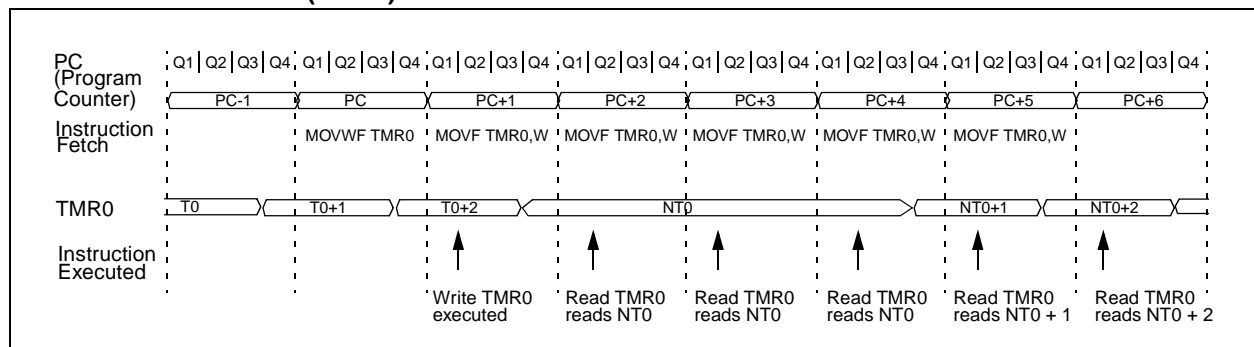 PC
(Program
Counter)
Q1 Q2 Q3 Q4 Q1 Q2 Q3 Q4 Q1 Q2 Q3 Q4 Q1 Q2 Q3 Q4 Q1 Q2 Q3 Q4 Q1 Q2 Q3 Q4 Q1 Q2 Q3 Q4 Q1 Q2 Q3 Q4
PC-1 PC PC+1 PC+2 PC+3 PC+4 PC+5 PC+6
Instruction
Fetch
MOVWF TMR0 MOVF TMR0,W MOVF TMR0,W MOVF TMR0,W MOVF TMR0,W MOVF TMR0,W
TMR0
T0 T0+1 T0+2 NT0 NT0+1 NT0+2
Instruction
Executed
Write TMR0
executed
Read TMR0
reads NT0
Read TMR0
reads NT0
Read TMR0
reads NT0
Read TMR0
reads NT0 + 1
Read TMR0
reads NT0 + 2